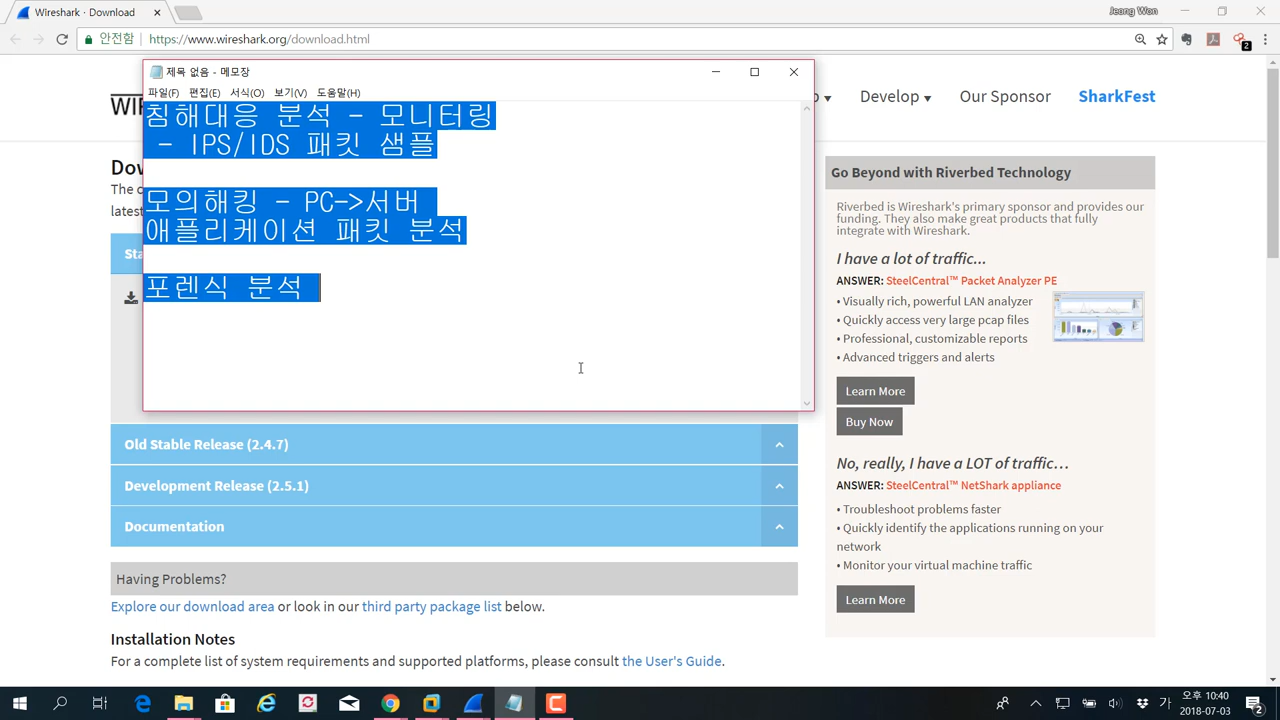 Wireshark · Download
Jeong Won
안전함
https://www.wireshark.org/download.html
2
제목 없음 - 메모장
파일(F) 편집(E) 서식(O) 보기(V) 도움말(H)
침해대응 분석 - 모니터링
- IPS/IDS 패킷 샘플
모의해킹 - PC->서버
애플리케이션 패킷 분석
포렌식 분석
WI
p
Develop
Our Sponsor
SharkFest
Dow
The c
latest
Sta
Old Stable Release (2.4.7)
Development Release (2.5.1)
Documentation
Having Problems?
Explore our download area or look in our third party package list below.
Installation Notes
For a complete list of system requirements and supported platforms, please consult the User's Guide.
Go Beyond with Riverbed Technology
Riverbed is Wireshark's primary sponsor and provides our
funding. They also make great products that fully
integrate with Wireshark.
I have a lot of traffic...
ANSWER: SteelCentral™ Packet Analyzer PE
• Visually rich, powerful LAN analyzer
• Quickly access very large pcap files
• Professional, customizable reports
• Advanced triggers and alerts
Learn More
Buy Now
No, really, I have a LOT of traffic…
ANSWER: SteelCentral™ NetShark appliance
• Troubleshoot problems faster
• Quickly identify the applications running on your
network
• Monitor your virtual machine traffic
Learn More
가
오후 10:40
2018-07-03
2